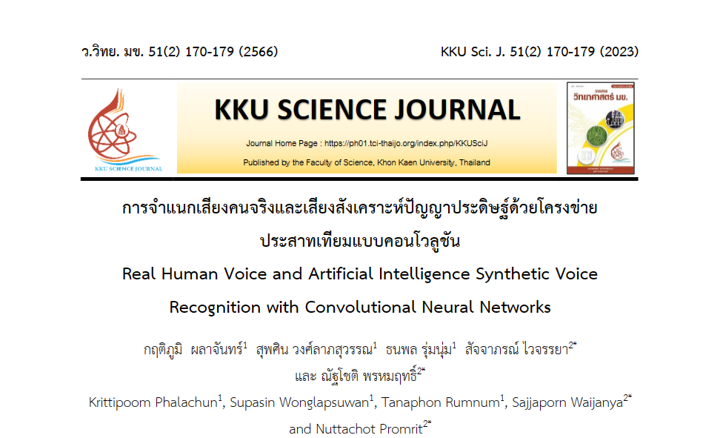 ว.วิทย. มข. 51(2) 170-179 (2566) KKU Sci. J. 51(2) 170-179 (2023)
KKU SCIENCE JOURNAL
Journal Home Page : https://ph01.tci-thaijo.org/index.php/KKUSciJ
Published by the Faculty of Science, Khon Kaen University, Thailand
KKU SCIENCE JOURNAL
วารสาร
วิทยาศาสตร์ มข.
การจำแนกเสียงคนจริงและเสียงสังเคราะห์ปัญญาประดิษฐ์ด้วยโครงข่าย
ประสาทเทียมแบบคอนโวลูชัน
Real Human Voice and Artificial Intelligence Synthetic Voice
Recognition with Convolutional Neural Networks
กฤติภูมิ ผลาจันทร์¹ สุพศิน วงศ์ลาภสุวรรณ¹ ธนพล รุ่มนุ่ม¹ สัจจาภรณ์ ไวจรรยา²*
และ ณัฐโชติ พรหมฤทธิ์²*
Krittipoom Phalachun¹, Supasin Wonglapsuwan¹, Tanaphon Rumnum¹, Sajjaporn Waijanya²*
and Nuttachot Promrit²*